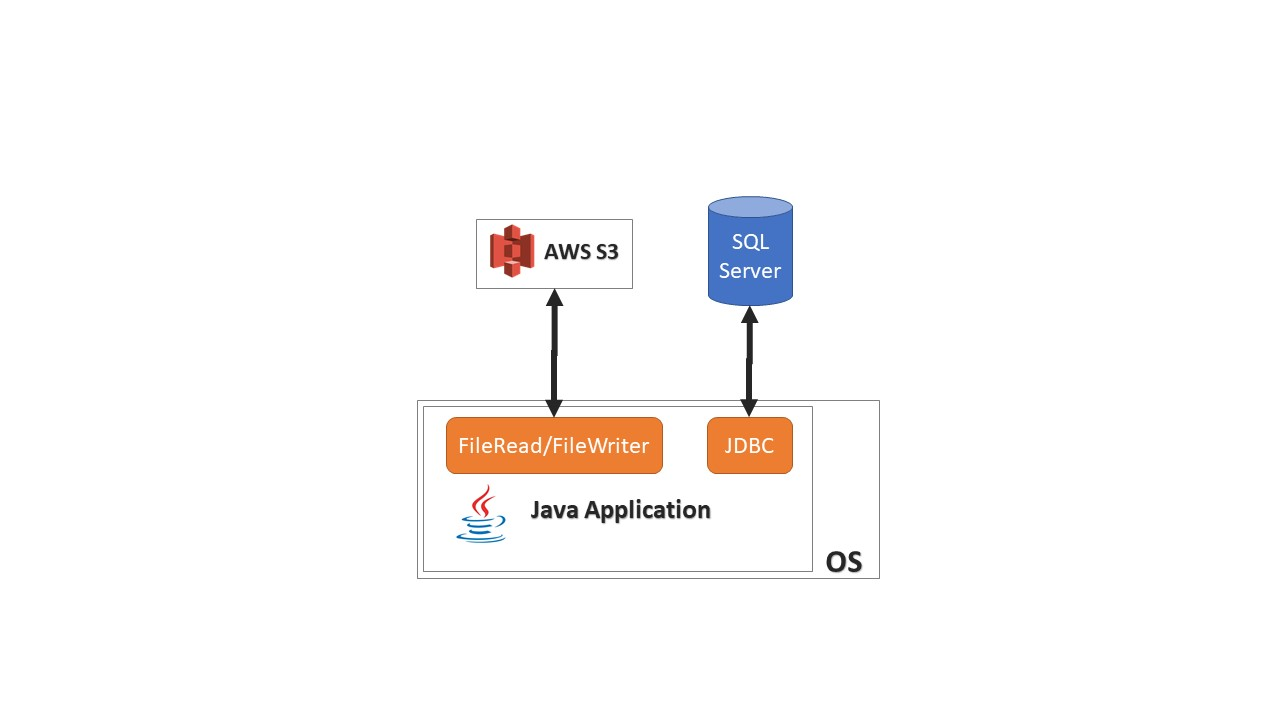 AWS S3
SQL
Server
FileRead/FileWriter
JDBC
Java Application
OS